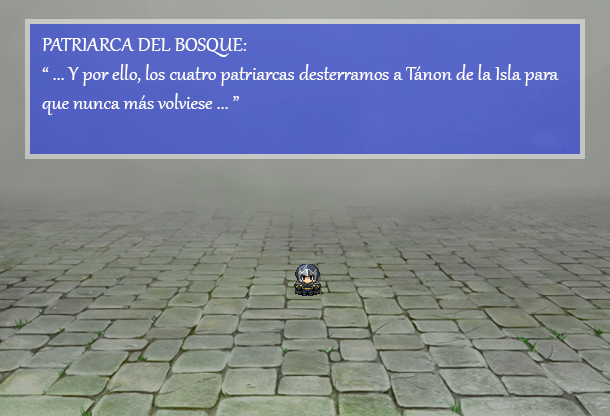 PATRIARCA DEL BOSQUE:
“ ... Y por ello, los cuatro patriarcas desterramos a Tánon de la Isla para
que nunca más volviese ... ”